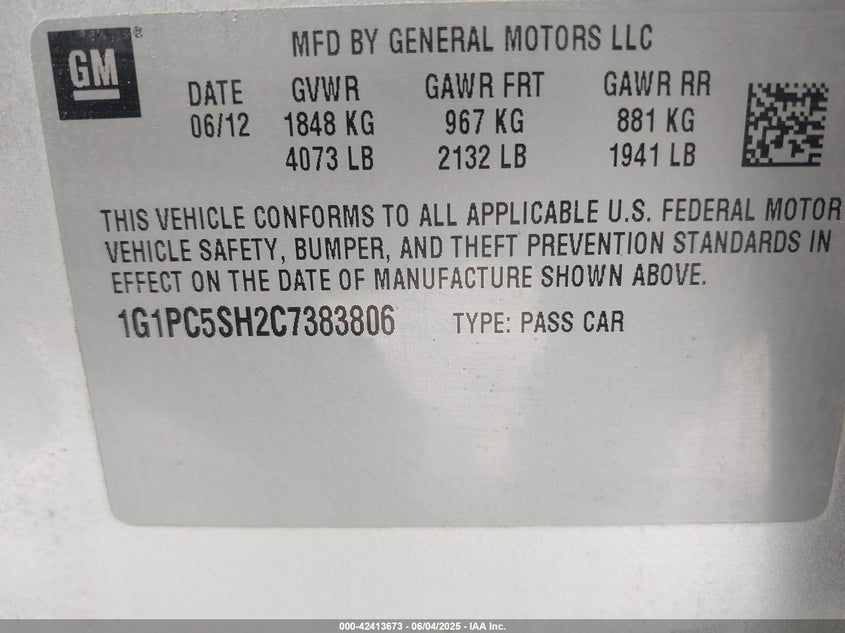 GM®
MFD BY GENERAL MOTORS LLC
DATE GVWR GAWR FRT GAWR RR
06/12 1848 KG 967 KG 881 KG
4073 LB 2132 LB 1941 LB
THIS VEHICLE CONFORMS TO ALL APPLICABLE U.S. FEDERAL MOTOR
VEHICLE SAFETY, BUMPER, AND THEFT PREVENTION STANDARDS IN
EFFECT ON THE DATE OF MANUFACTURE SHOWN ABOVE.
1G1PC5SH2C7383806 TYPE: PASS CAR
000-42413673 - 06/04/2025 - IAA Inc.